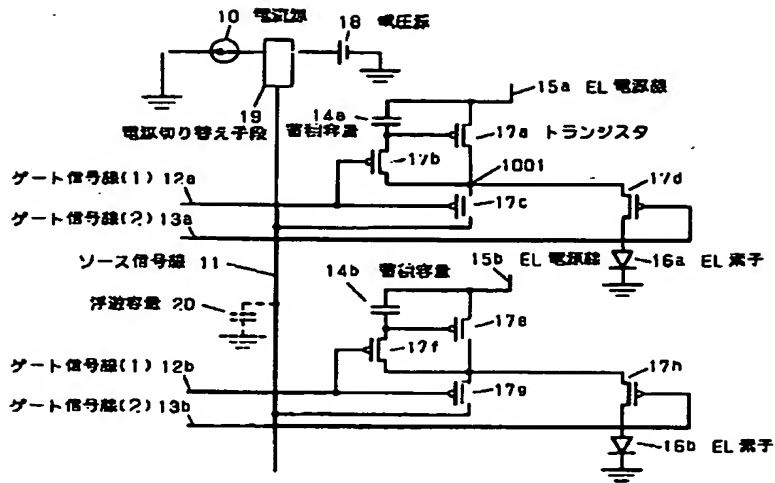 10 電流源
18 電圧源
19
電源切り替え手段
15a EL 電源線
14a
蓄積容量
17a トランジスタ
17b
1001
17d
ゲート信号線(1) 12a
17c
ゲート信号線(2) 13a
ソース信号線 11
16a EL 素子
14b 蓄積容量
15b EL 電源線
浮遊容量 20
17e
17f
ゲート信号線(1) 12b
17h
17g
ゲート信号線(2) 13b
16b EL 素子